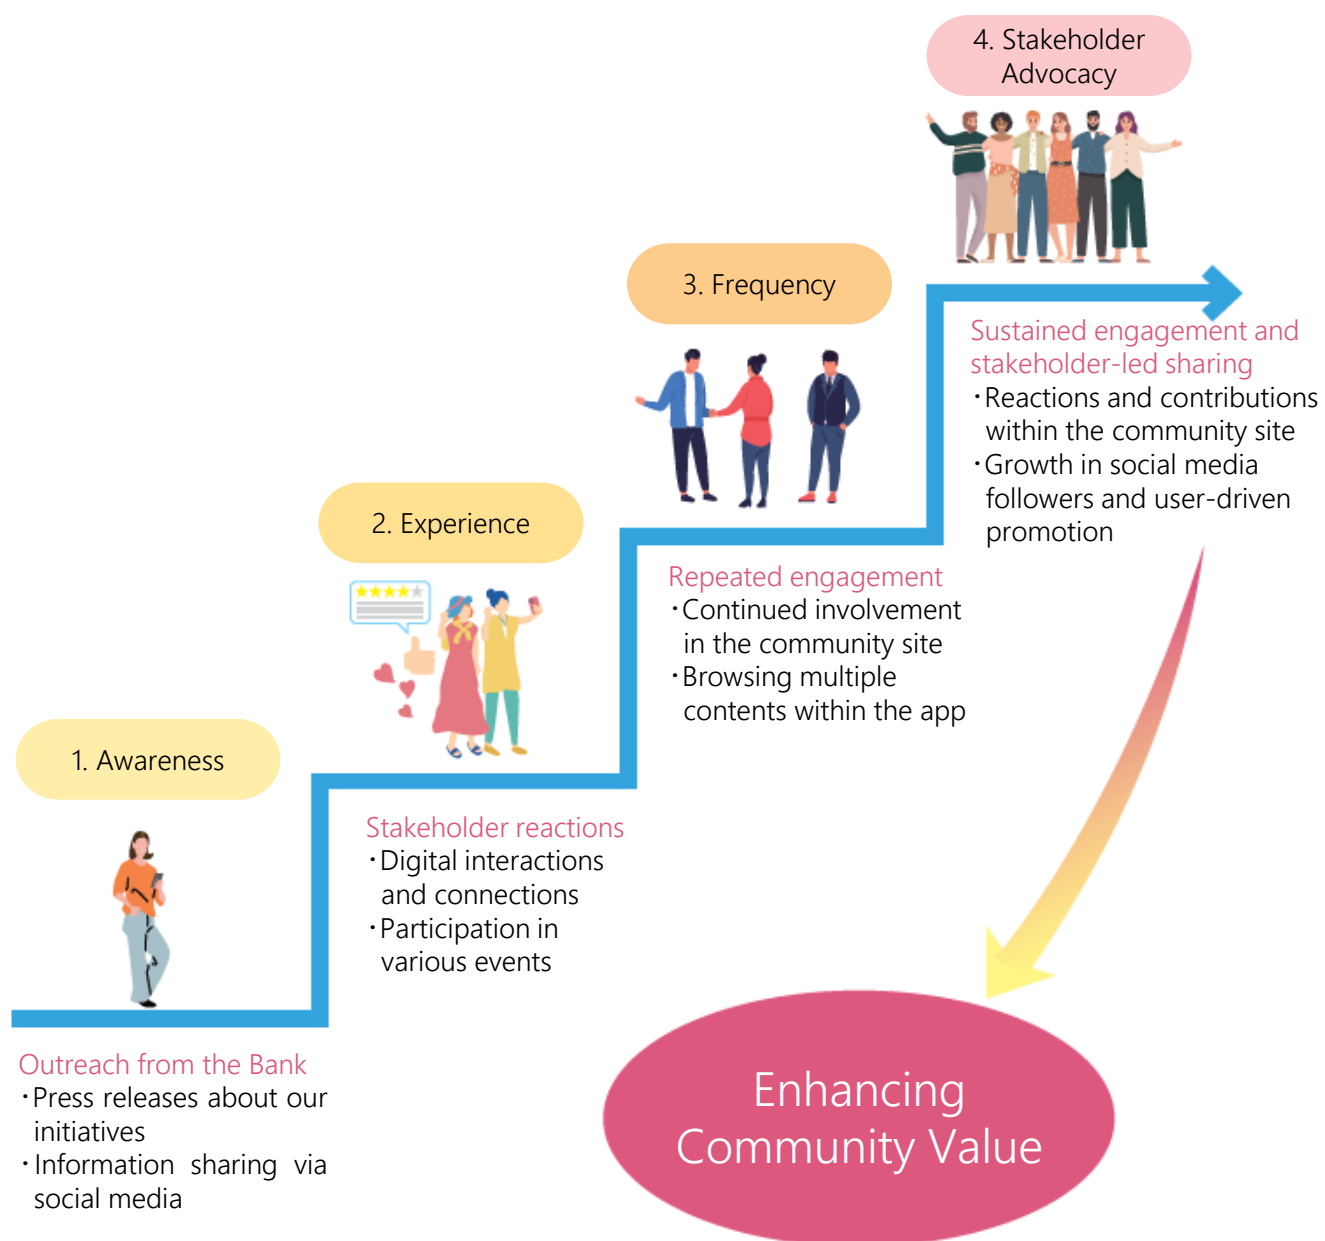 1. Awareness
Outreach from the Bank
・Press releases about our
initiatives
・Information sharing via
social media
2. Experience
Stakeholder reactions
・Digital interactions
and connections
・Participation in
various events
3. Frequency
Repeated engagement
・Continued involvement
in the community site
・Browsing multiple
contents within the app
4. Stakeholder
Advocacy
Sustained engagement and
stakeholder-led sharing
・Reactions and contributions
within the community site
・Growth in social media
followers and user-driven
promotion
Enhancing
Community Value